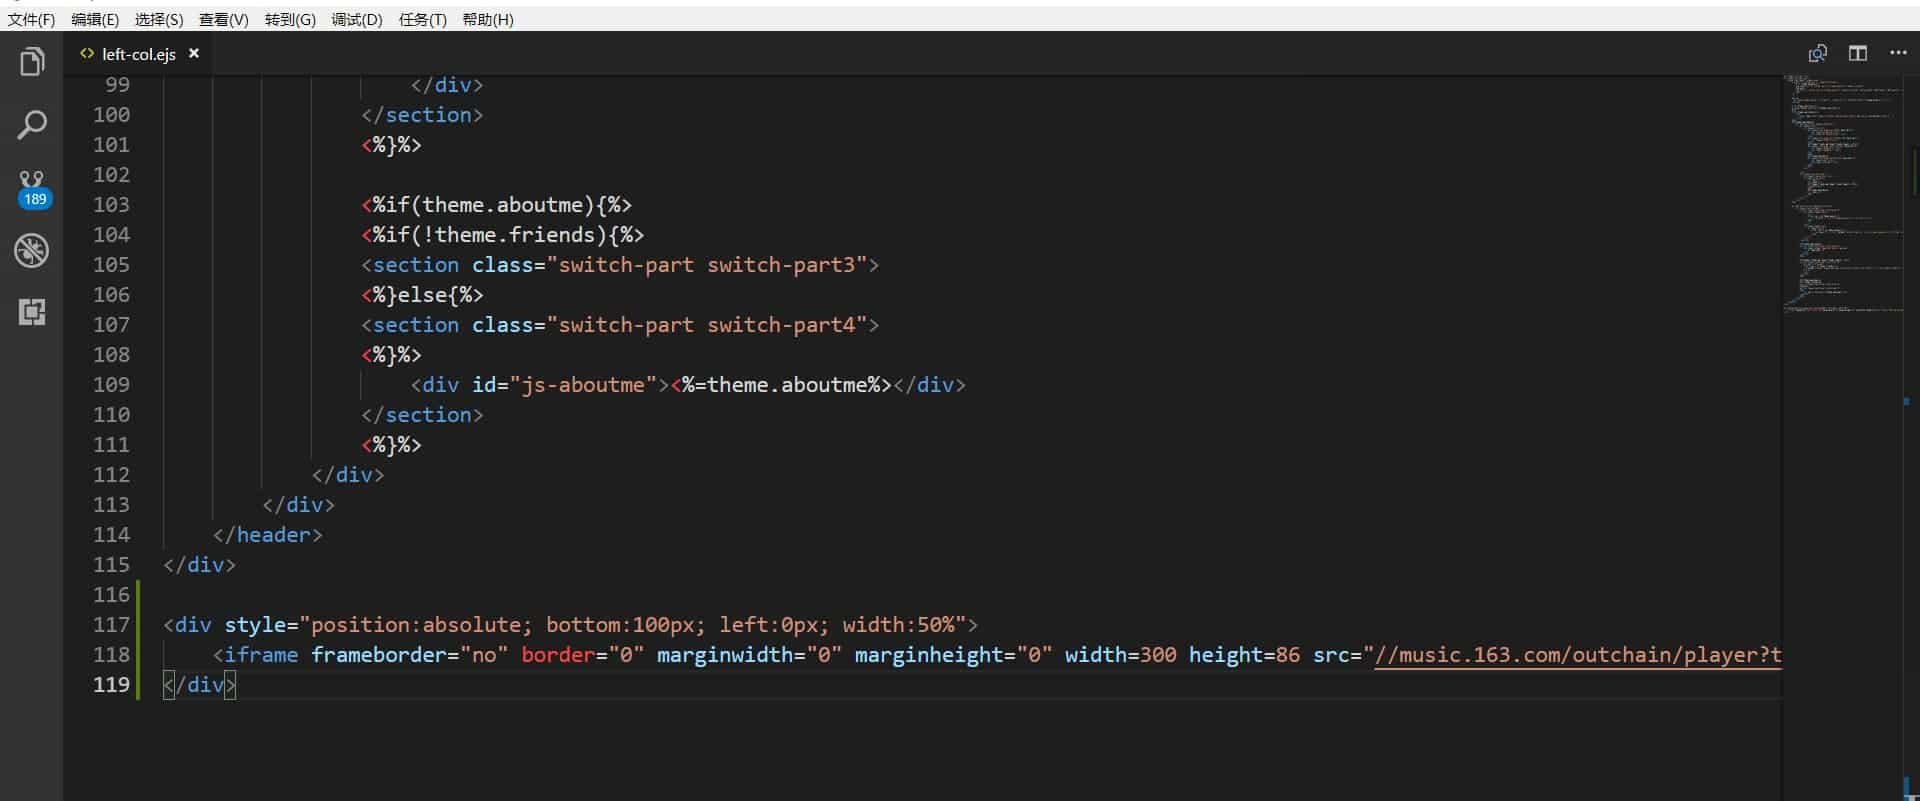 文件(F) 编辑(E) 选择(S) 查看(V) 转到(G) 调试(D) 任务(T) 帮助(H)
<> left-col.ejs ×
189
99 </div>
100 </section>
101 <%}%>
102
103 <%if(theme.aboutme){%>
104 <%if(!theme.friends){%>
105 <section class="switch-part switch-part3">
106 <%}else{%>
107 <section class="switch-part switch-part4">
108 <%}%>
109 <div id="js-aboutme"><%=theme.aboutme%></div>
110 </section>
111 <%}%>
112 </div>
113 </div>
114 </header>
115 </div>
116
117 <div style="position:absolute; bottom:100px; left:0px; width:50%">
118 <iframe frameborder="no" border="0" marginwidth="0" marginheight="0" width=300 height=86 src="//music.163.com/outchain/player?t
119 </div>